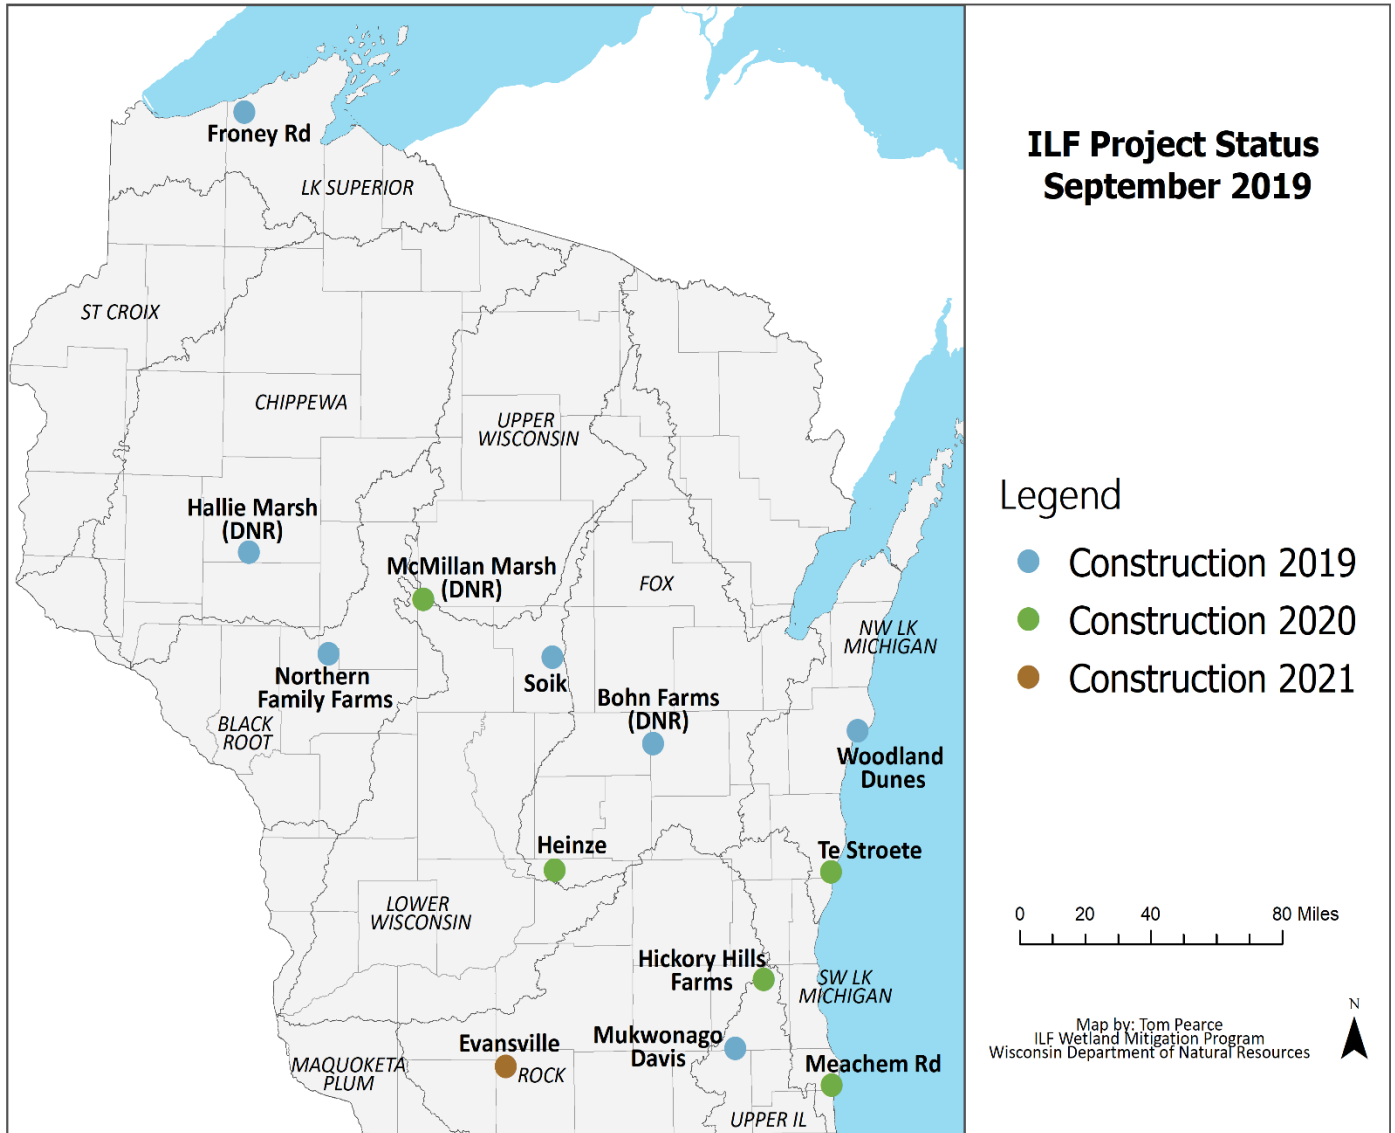 ILF Project Status
September 2019
Froney Rd
LK SUPERIOR
ST CROIX
CHIPPEWA
UPPER
WISCONSIN
Hallie Marsh
(DNR)
McMillan Marsh
(DNR)
FOX
NW LK
MICHIGAN
Northern
Family Farms
Soik
Bohn Farms
(DNR)
BLACK
ROOT
Woodland
Dunes
Heinze
Te Stroete
LOWER
WISCONSIN
Hickory Hills
Farms
SW LK
MICHIGAN
Mukwonago
Davis
Evansville
ROCK
MAQUOKETA
PLUM
Meachem Rd
UPPER IL
Legend
Construction 2019
Construction 2020
Construction 2021
0 20 40 80 Miles
N
Map by: Tom Pearce
ILF Wetland Mitigation Program
Wisconsin Department of Natural Resources